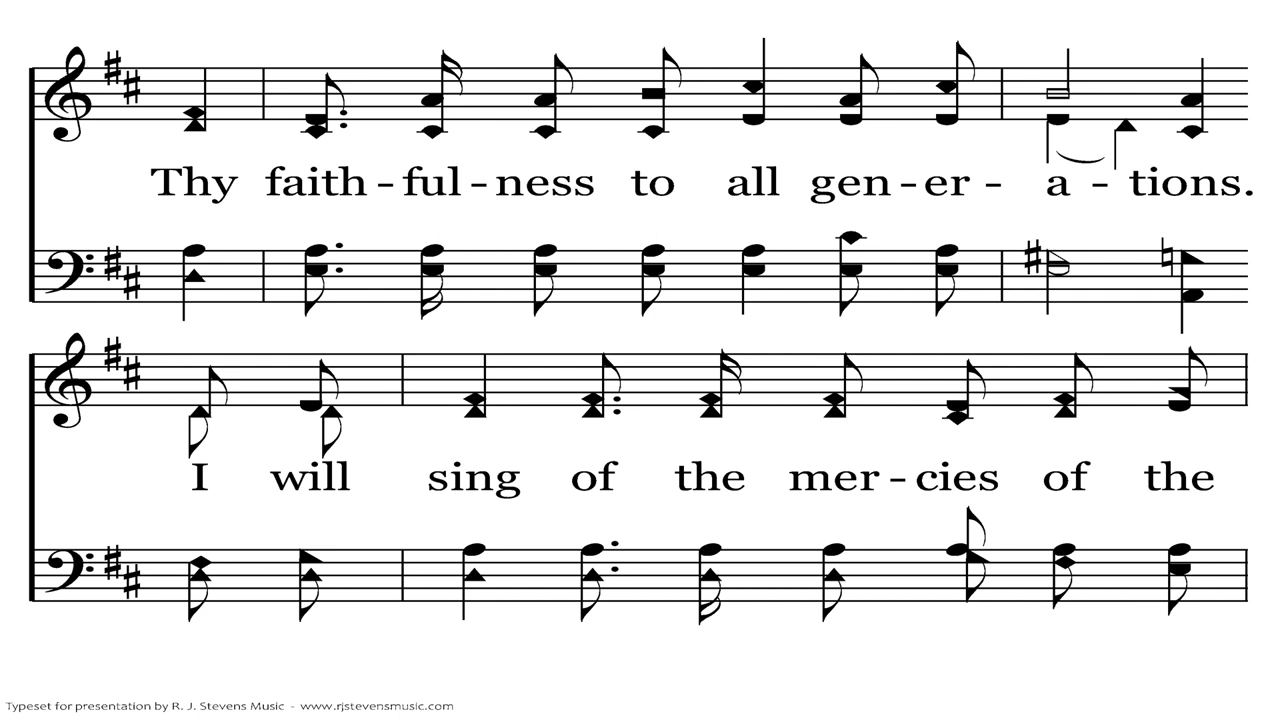 Thy faith - ful - ness to all gen - er - a - tions.
I will sing of the mer - cies of the
Typeset for presentation by R. J. Stevens Music - www.rjstevensmusic.com